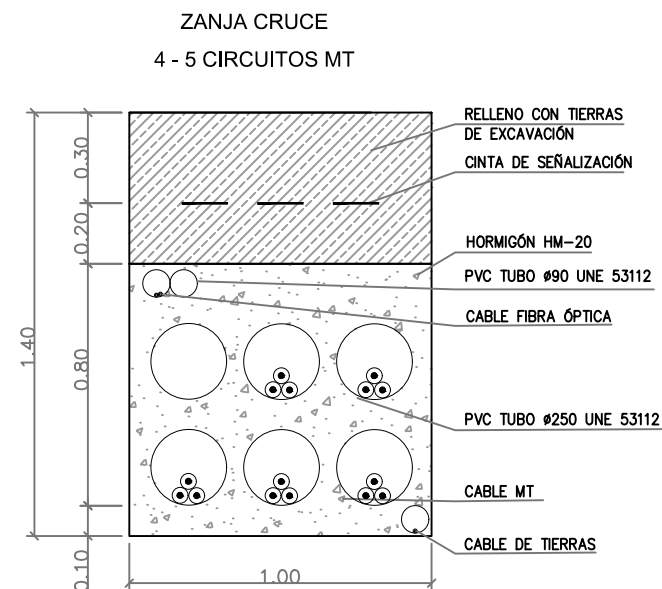 ZANJA CRUCE
4 - 5 CIRCUITOS MT
RELLENO CON TIERRAS
DE EXCAVACIÓN
CINTA DE SEÑALIZACIÓN
HORMIGÓN HM-20
PVC TUBO ø90 UNE 53112
CABLE FIBRA ÓPTICA
PVC TUBO ø250 UNE 53112
CABLE MT
CABLE DE TIERRAS
1.40
0.30
0.20
0.80
0.10
1.00